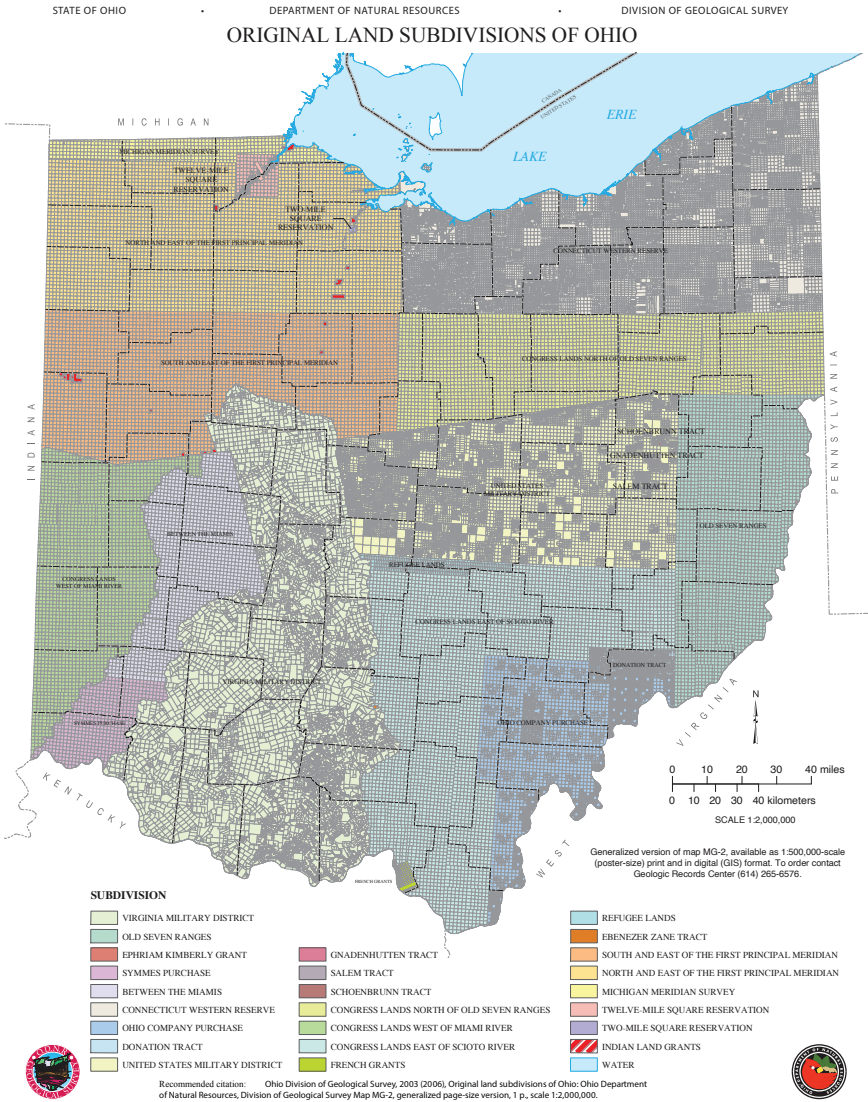 STATE OF OHIO • DEPARTMENT OF NATURAL RESOURCES • DIVISION OF GEOLOGICAL SURVEY
ORIGINAL LAND SUBDIVISIONS OF OHIO
MICHIGAN
CANADA
UNITED STATES
ERIE
LAKE
MICHIGAN MERIDIAN SURVEY
TWELVE-MILE
SQUARE
RESERVATION
TWO-MILE
SQUARE
RESERVATION
NORTH AND EAST OF THE FIRST PRINCIPAL MERIDIAN
CONNECTICUT WESTERN RESERVE
SOUTH AND EAST OF THE FIRST PRINCIPAL MERIDIAN
CONGRESS LANDS NORTH OF OLD SEVEN RANGES
INDIANA
PENNSYLVANIA
SCHOENBRUNN TRACT
GNADENHUTTEN TRACT
UNITED STATES
MILITARY DISTRICT
SALEM TRACT
OLD SEVEN RANGES
BETWEEN THE MIAMIS
REFUGEE LANDS
CONGRESS LANDS
WEST OF MIAMI RIVER
CONGRESS LANDS EAST OF SCIOTO RIVER
DONATION TRACT
VIRGINIA MILITARY DISTRICT
OHIO COMPANY PURCHASE
SYMMES PURCHASE
KENTUCKY
WEST VIRGINIA
FRENCH GRANTS
N
0 10 20 30 40 miles
0 10 20 30 40 kilometers
SCALE 1:2,000,000
Generalized version of map MG-2, available as 1:500,000-scale
(poster-size) print and in digital (GIS) format. To order contact
Geologic Records Center (614) 265-6576.
SUBDIVISION
VIRGINIA MILITARY DISTRICT
OLD SEVEN RANGES
EPHRIAM KIMBERLY GRANT
SYMMES PURCHASE
BETWEEN THE MIAMIS
CONNECTICUT WESTERN RESERVE
OHIO COMPANY PURCHASE
DONATION TRACT
UNITED STATES MILITARY DISTRICT
GNADENHUTTEN TRACT
SALEM TRACT
SCHOENBRUNN TRACT
CONGRESS LANDS NORTH OF OLD SEVEN RANGES
CONGRESS LANDS WEST OF MIAMI RIVER
CONGRESS LANDS EAST OF SCIOTO RIVER
FRENCH GRANTS
REFUGEE LANDS
EBENEZER ZANE TRACT
SOUTH AND EAST OF THE FIRST PRINCIPAL MERIDIAN
NORTH AND EAST OF THE FIRST PRINCIPAL MERIDIAN
MICHIGAN MERIDIAN SURVEY
TWELVE-MILE SQUARE RESERVATION
TWO-MILE SQUARE RESERVATION
INDIAN LAND GRANTS
WATER
Recommended citation: Ohio Division of Geological Survey, 2003 (2006), Original land subdivisions of Ohio: Ohio Department
of Natural Resources, Division of Geological Survey Map MG-2, generalized page-size version, 1 p., scale 1:2,000,000.